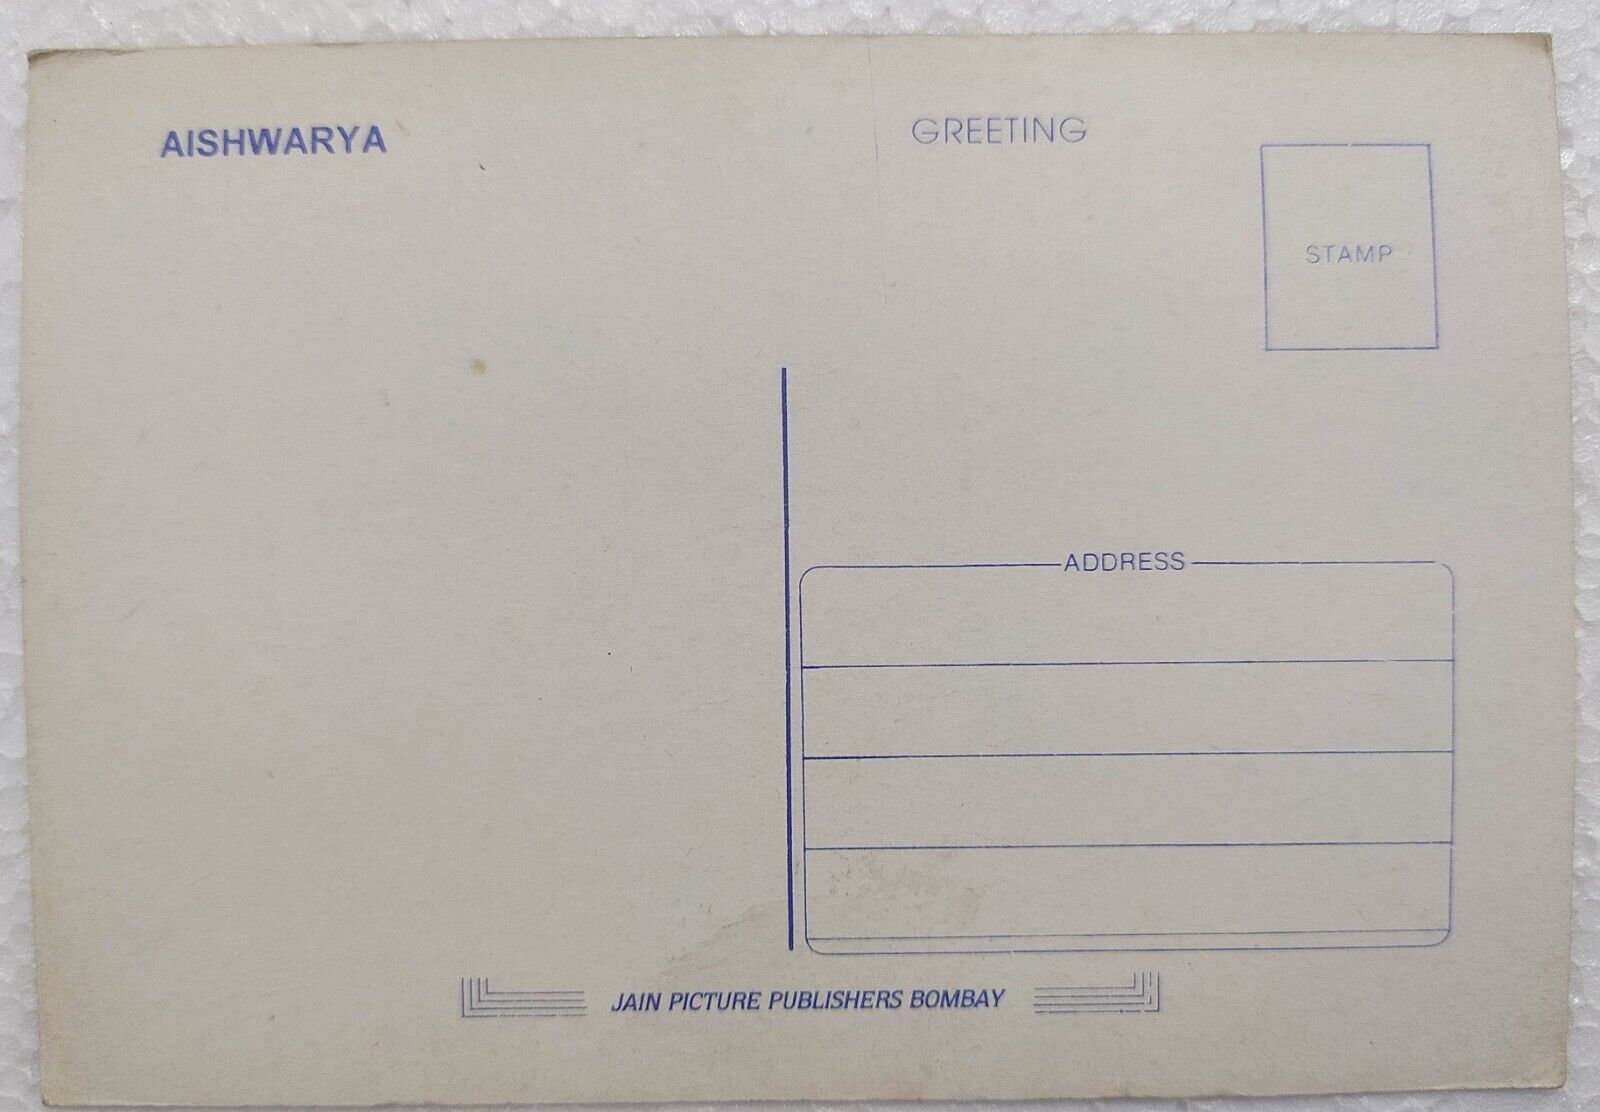 AISHWARYA
GREETING
STAMP
ADDRESS
JAIN PICTURE PUBLISHERS BOMBAY